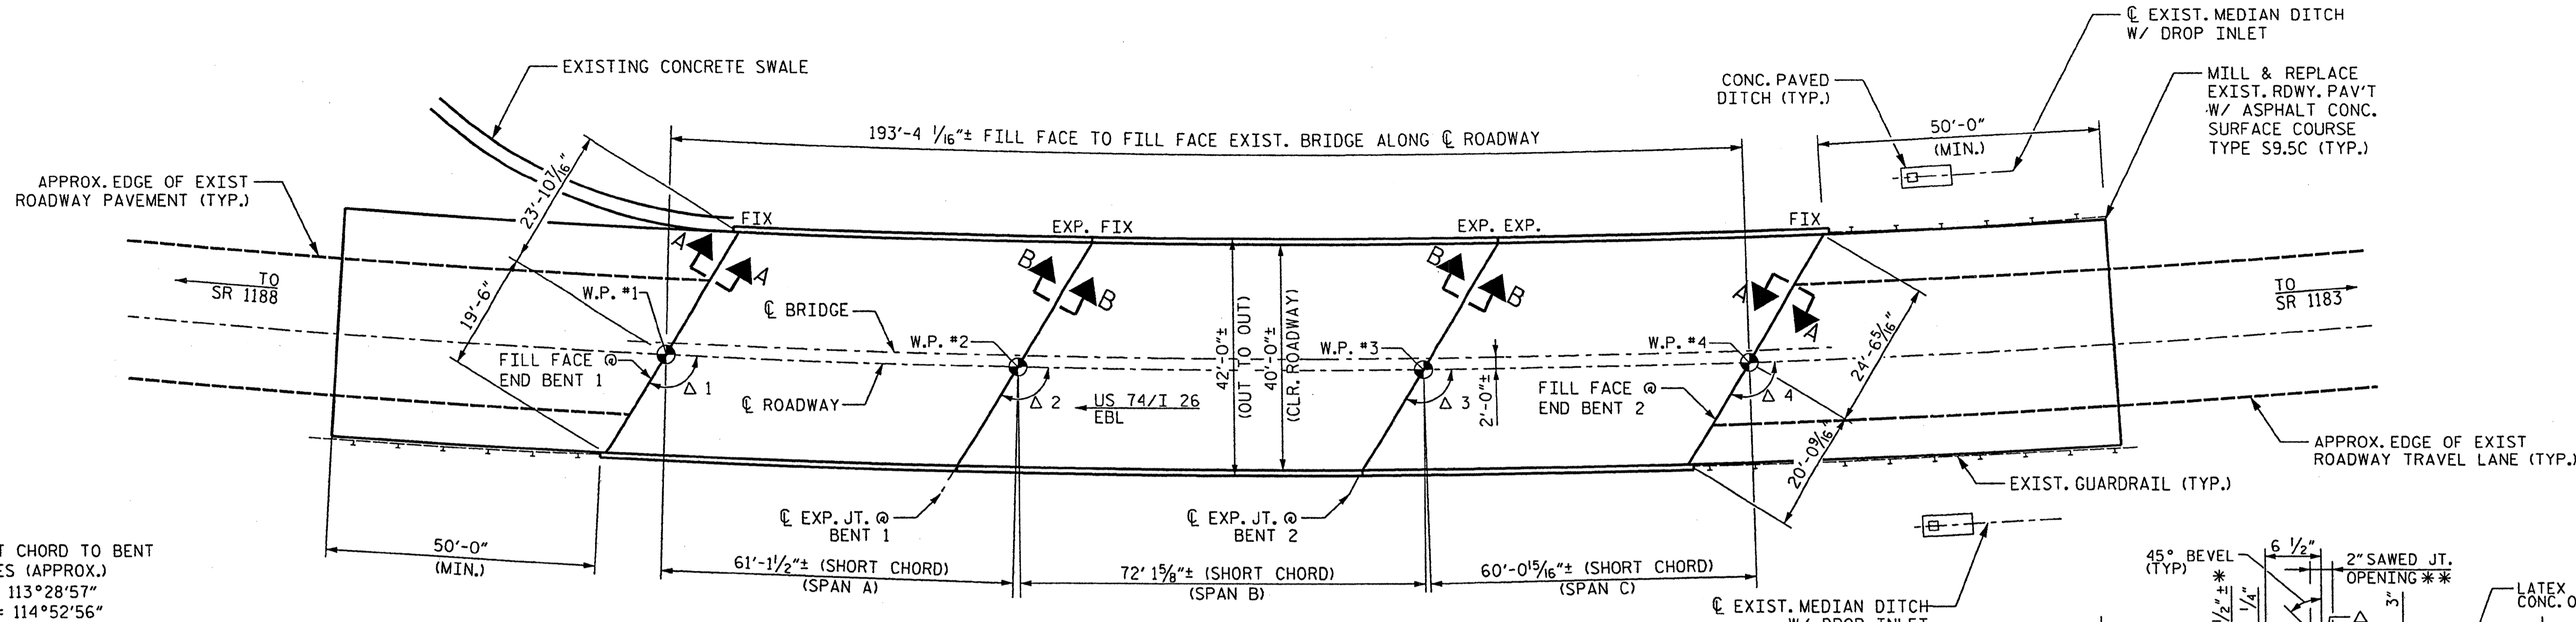 ℄ EXIST. MEDIAN DITCH
W/ DROP INLET
EXISTING CONCRETE SWALE
CONC. PAVED
DITCH (TYP.)
MILL & REPLACE
EXIST. RDWY. PAV'T
W/ ASPHALT CONC.
SURFACE COURSE
TYPE S9.5C (TYP.)
193'-4 1/16"± FILL FACE TO FILL FACE EXIST. BRIDGE ALONG ℄ ROADWAY
50'-0"
(MIN.)
APPROX. EDGE OF EXIST
ROADWAY PAVEMENT (TYP.)
23'-10 7/16"
19'-6"
FIX
EXP. FIX
EXP. EXP.
FIX
A
A
B
B
B
B
A
A
TO
SR 1188
TO
SR 1183
W.P. #1
℄ BRIDGE
W.P. #2
W.P. #3
W.P. #4
42'-0"±
(OUT TO OUT)
40'-0"±
(CLR. ROADWAY)
2'-0"±
24'-6 5/16"
20'-0 9/16"
FILL FACE @
END BENT 1
△ 1
℄ ROADWAY
△ 2
US 74/I 26
EBL
△ 3
FILL FACE @
END BENT 2
△ 4
APPROX. EDGE OF EXIST
ROADWAY TRAVEL LANE (TYP.)
EXIST. GUARDRAIL (TYP.)
℄ EXP. JT. @
BENT 1
℄ EXP. JT. @
BENT 2
50'-0"
(MIN.)
61'-1 1/2"± (SHORT CHORD)
(SPAN A)
72' 1 5/8"± (SHORT CHORD)
(SPAN B)
60'-0 15/16"± (SHORT CHORD)
(SPAN C)
T CHORD TO BENT
ES (APPROX.)
113°28'57"
= 114°52'56"
℄ EXIST. MEDIAN DITCH
W/ DROP INLET
45° BEVEL
(TYP)
6 1/2"
2" SAWED JT.
OPENING **
*
1/2"±
1/4"
△
3"
LATEX
CONC. O